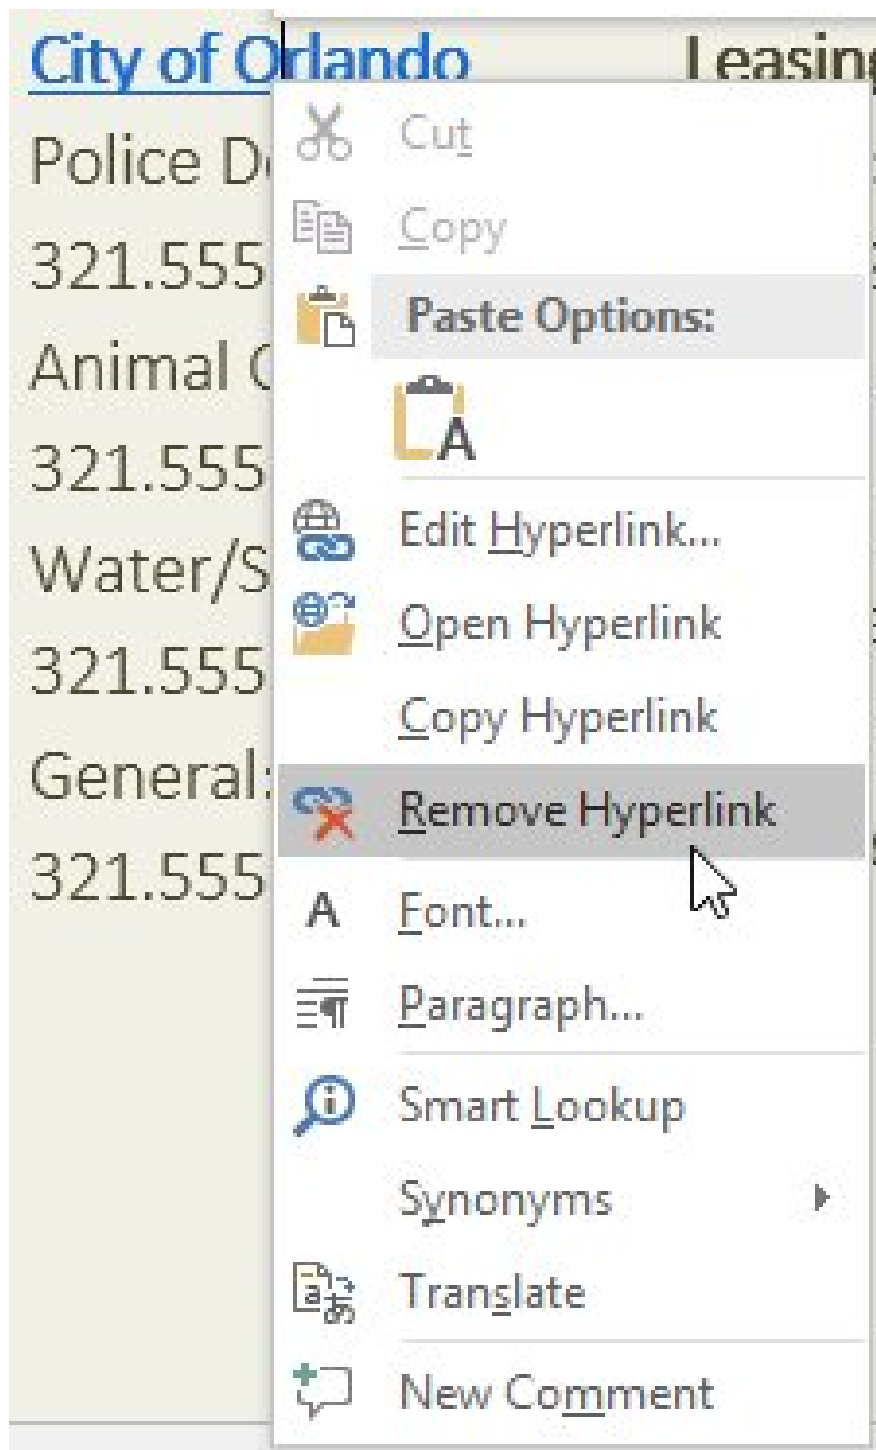 City of Orlando
Leasing
Police D
321.555
Animal C
321.555
Water/S
321.555
General:
321.555
Cut
Copy
Paste Options:
Edit Hyperlink...
Open Hyperlink
Copy Hyperlink
Remove Hyperlink
A Font...
Paragraph...
Smart Lookup
Synonyms
Translate
New Comment